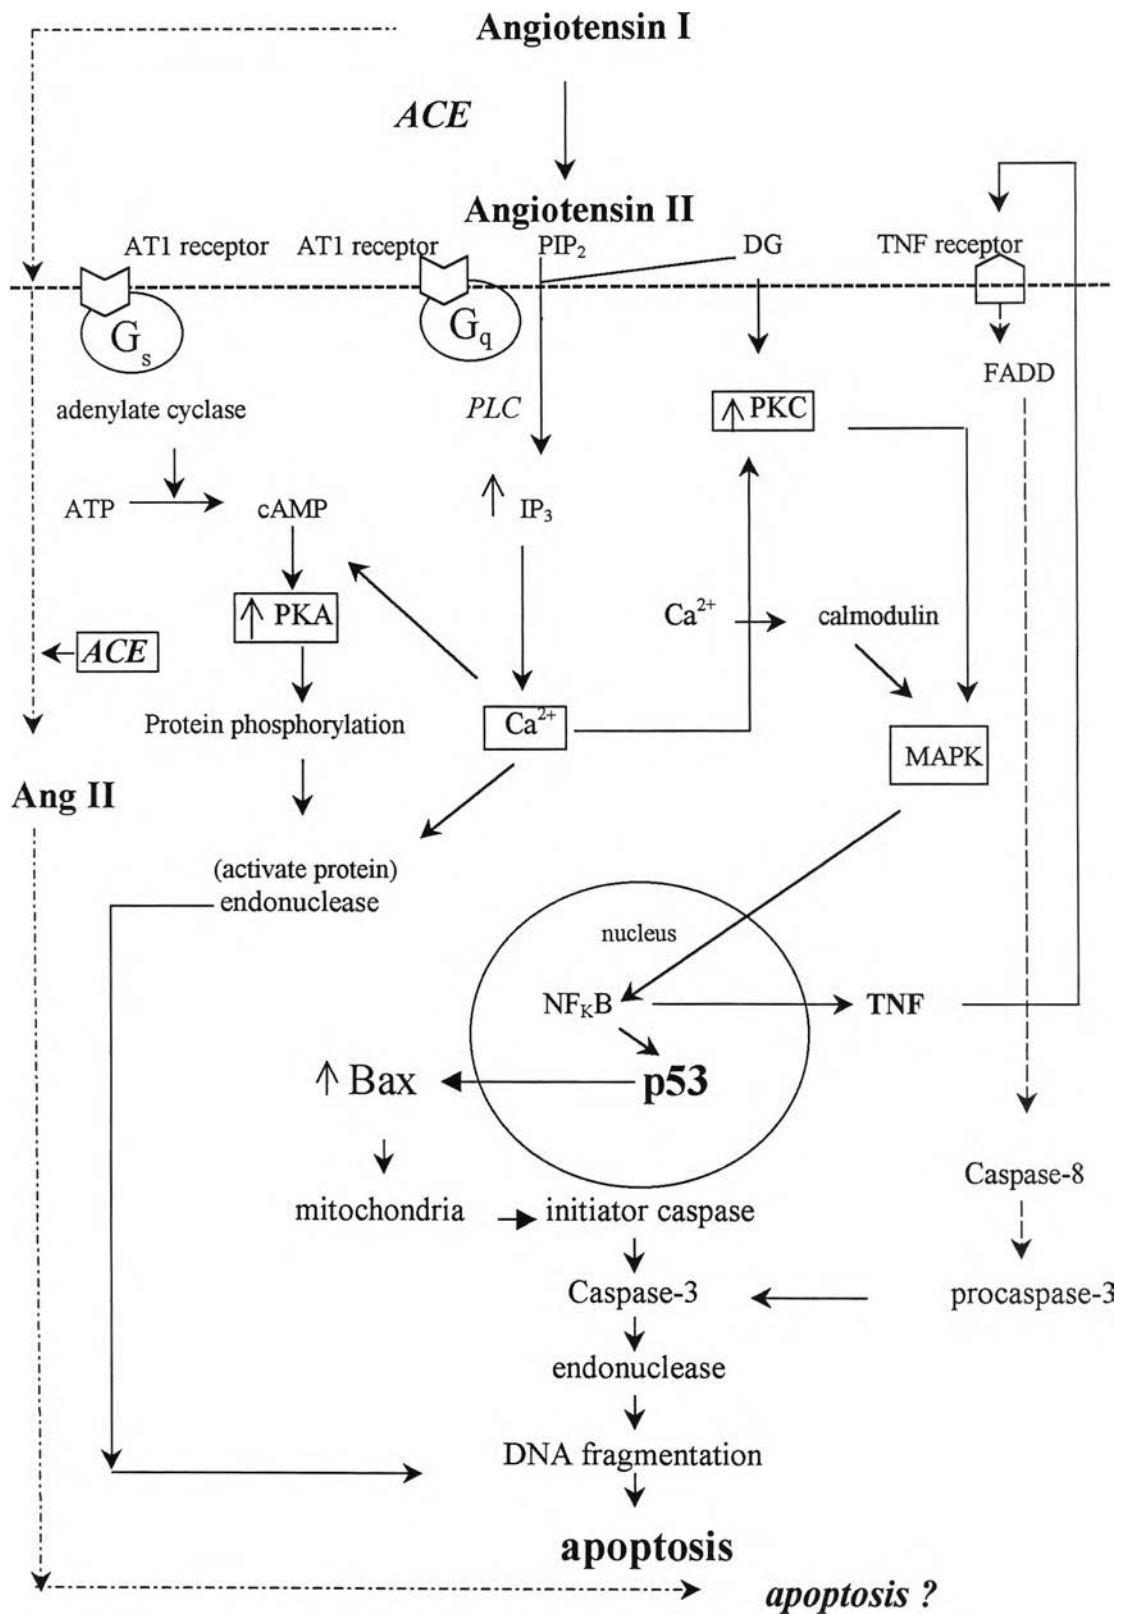 Angiotensin I
ACE
Angiotensin II
AT1 receptor
AT1 receptor
PIP₂
DG
TNF receptor
Gₛ
G_q
FADD
adenylate cyclase
PLC
↑ PKC
ATP
cAMP
↑ IP₃
↑ PKA
Ca²⁺
calmodulin
ACE
Protein phosphorylation
Ca²⁺
MAPK
Ang II
(activate protein)
endonuclease
nucleus
NF_KB
TNF
↑ Bax
p53
Caspase-8
mitochondria
initiator caspase
Caspase-3
procaspase-3
endonuclease
DNA fragmentation
apoptosis
apoptosis ?